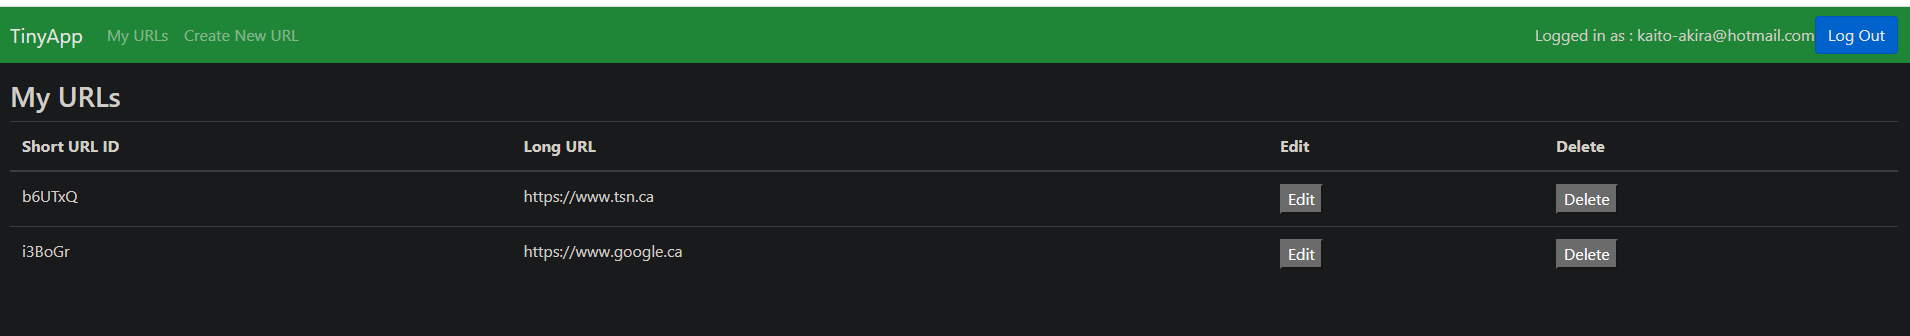 TinyApp My URLs Create New URL Logged in as : kaito-akira@hotmail.com Log Out
My URLs
Short URL ID Long URL Edit Delete
b6UTxQ https://www.tsn.ca Edit Delete
i3BoGr https://www.google.ca Edit Delete